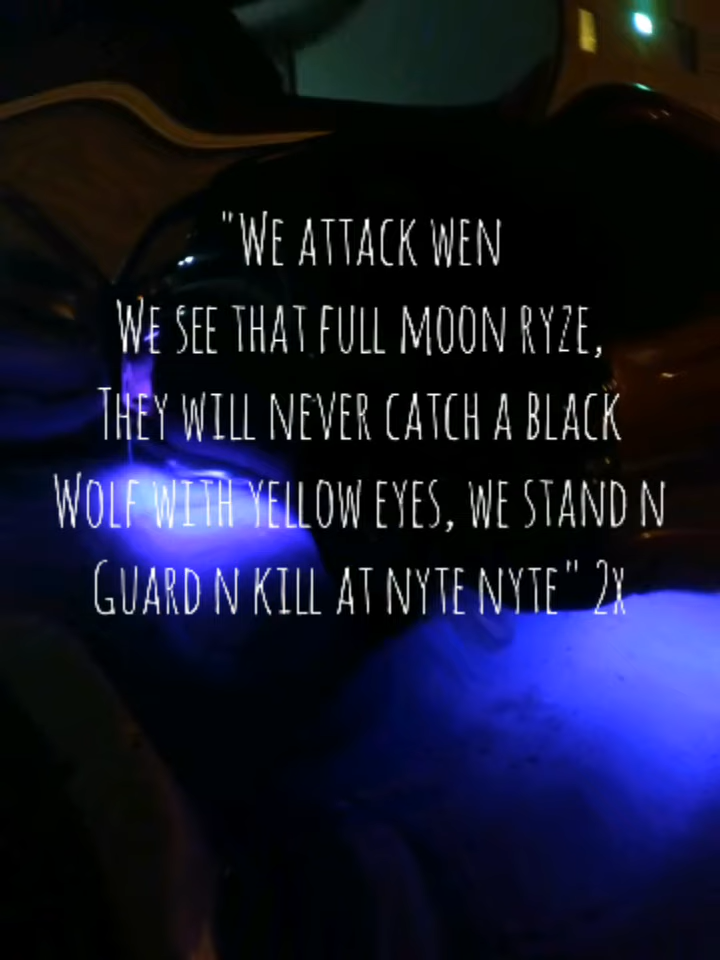 "We attack wen
We see that full moon ryze,
They will never catch a black
Wolf with yellow eyes, we stand n
Guard n kill at nyte nyte" 2x